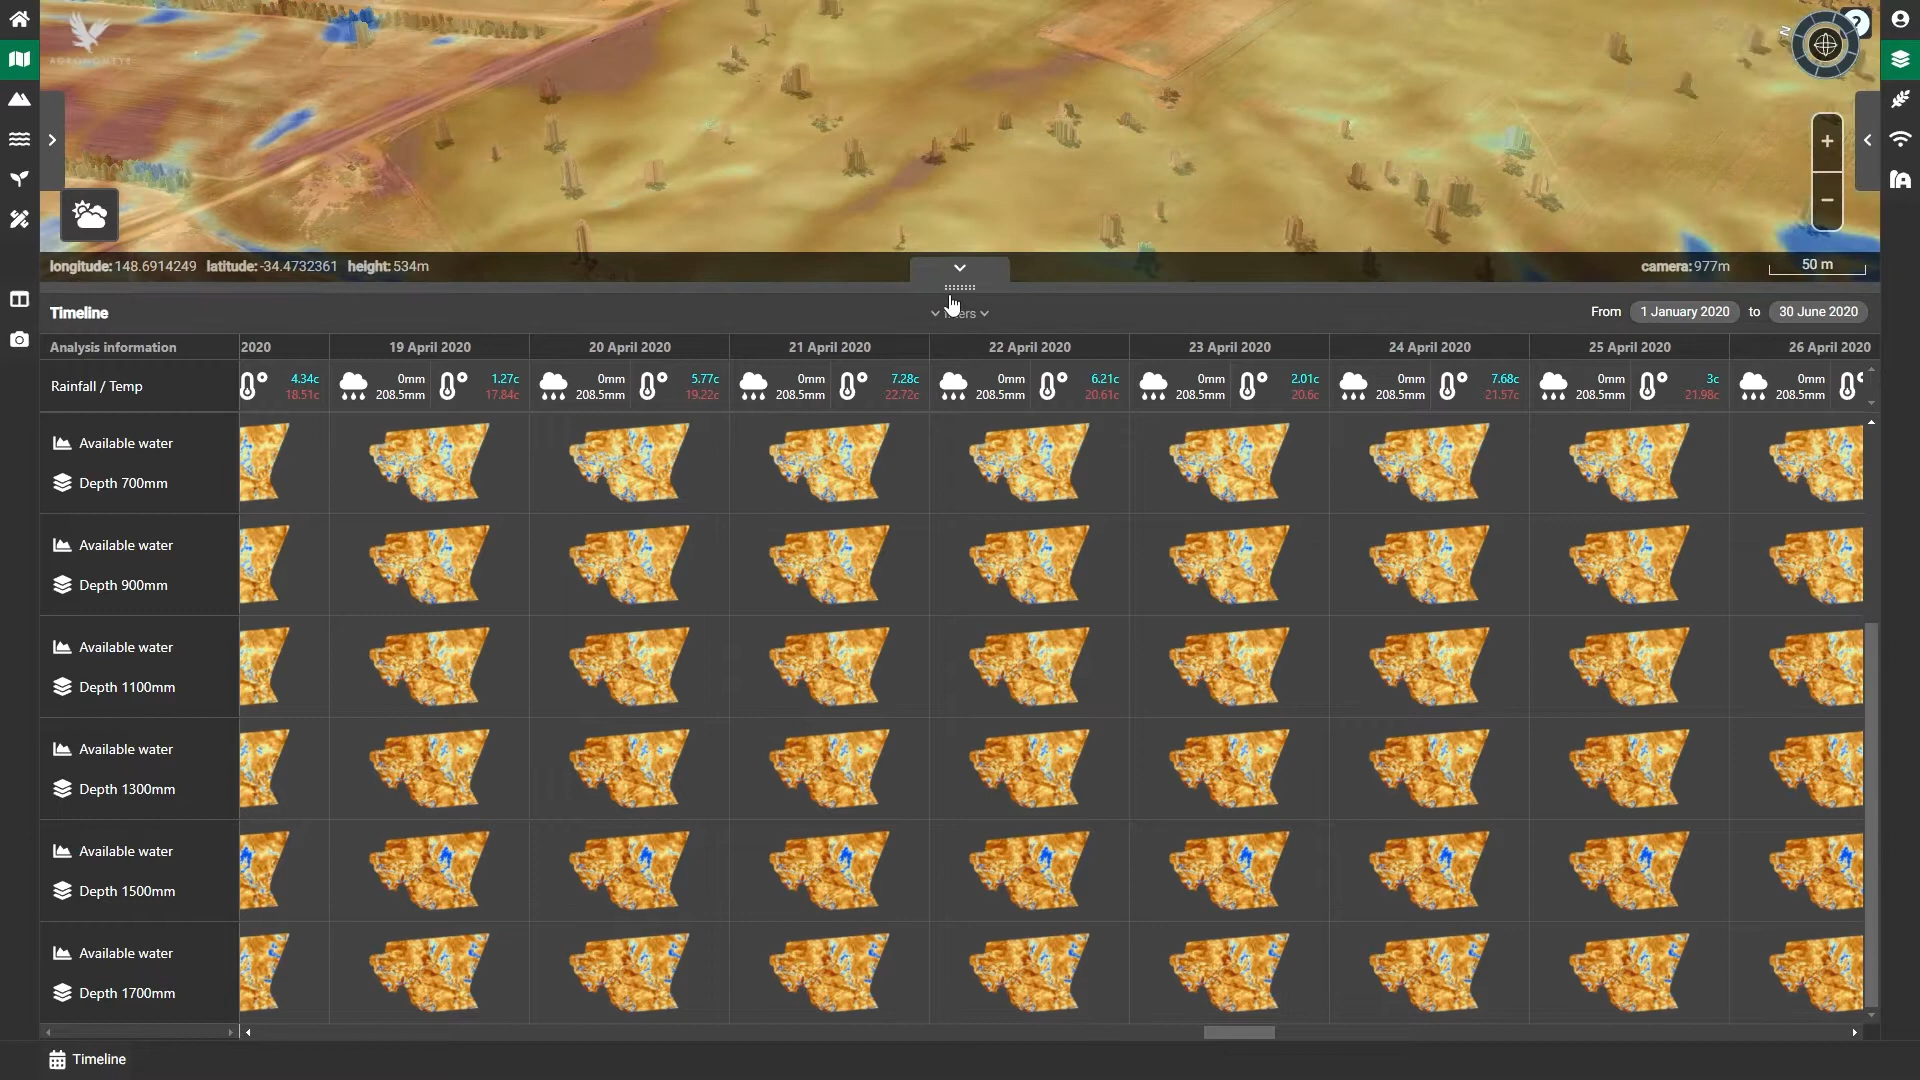 AGRONOMEYE
N
?
+
−
longitude: 148.6914249 latitude: -34.4732361 height: 534m
camera: 977m 50 m
Timeline
From 1 January 2020 to 30 June 2020
Analysis information 2020 19 April 2020 20 April 2020 21 April 2020 22 April 2020 23 April 2020 24 April 2020 25 April 2020 26 April 2020
4.34c 0mm 1.27c 0mm 5.77c 0mm 7.28c 0mm 6.21c 0mm 2.01c 0mm 7.68c 0mm 3c 0mm
Rainfall / Temp
18.51c 208.5mm 17.84c 208.5mm 19.22c 208.5mm 22.72c 208.5mm 20.61c 208.5mm 20.6c 208.5mm 21.57c 208.5mm 21.98c 208.5mm
Available water
Depth 700mm
Available water
Depth 900mm
Available water
Depth 1100mm
Available water
Depth 1300mm
Available water
Depth 1500mm
Available water
Depth 1700mm
Timeline